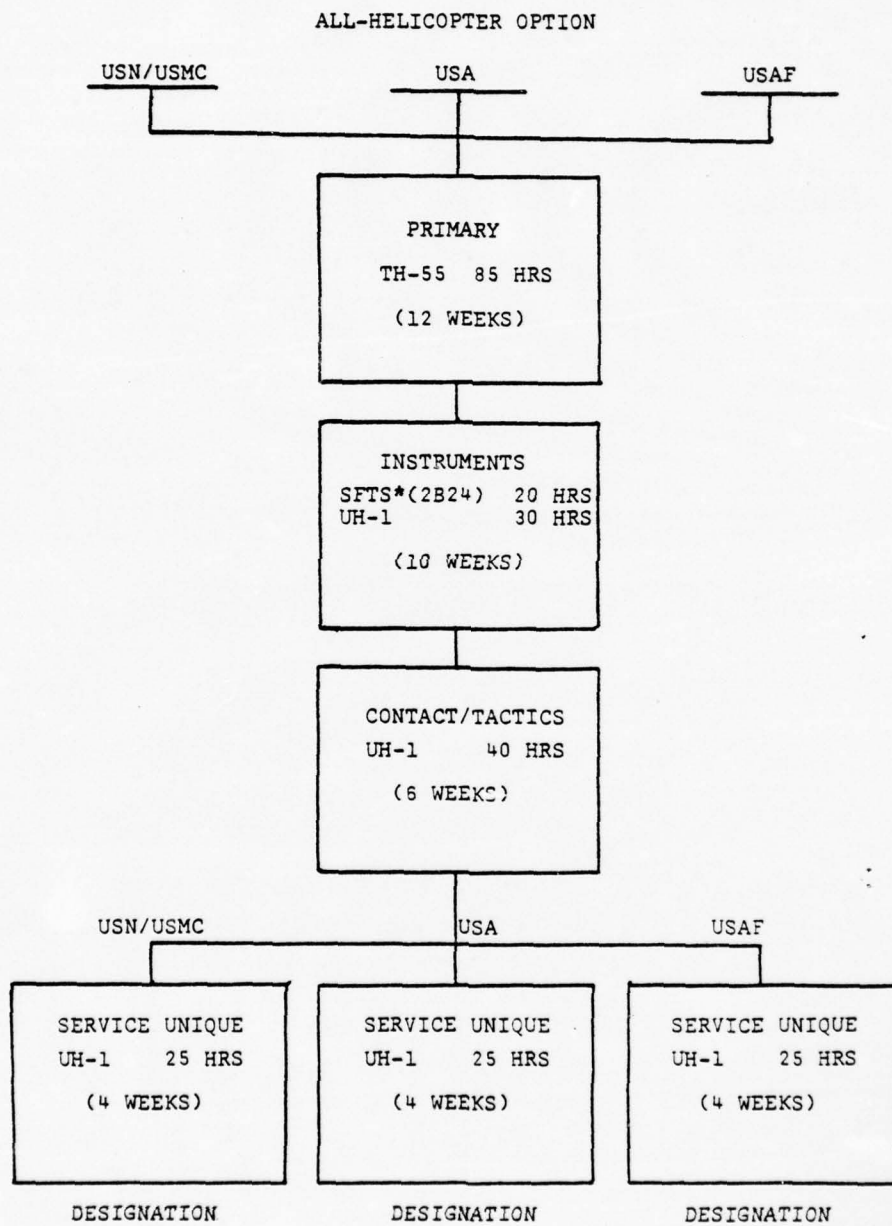 ALL-HELICOPTER OPTION
USN/USMC USA USAF
PRIMARY
TH-55 85 HRS
(12 WEEKS)
INSTRUMENTS
SFTS*(2B24) 20 HRS
UH-1 30 HRS
(10 WEEKS)
CONTACT/TACTICS
UH-1 40 HRS
(6 WEEKS)
USN/USMC USA USAF
SERVICE UNIQUE SERVICE UNIQUE SERVICE UNIQUE
UH-1 25 HRS UH-1 25 HRS UH-1 25 HRS
(4 WEEKS) (4 WEEKS) (4 WEEKS)
DESIGNATION DESIGNATION DESIGNATION